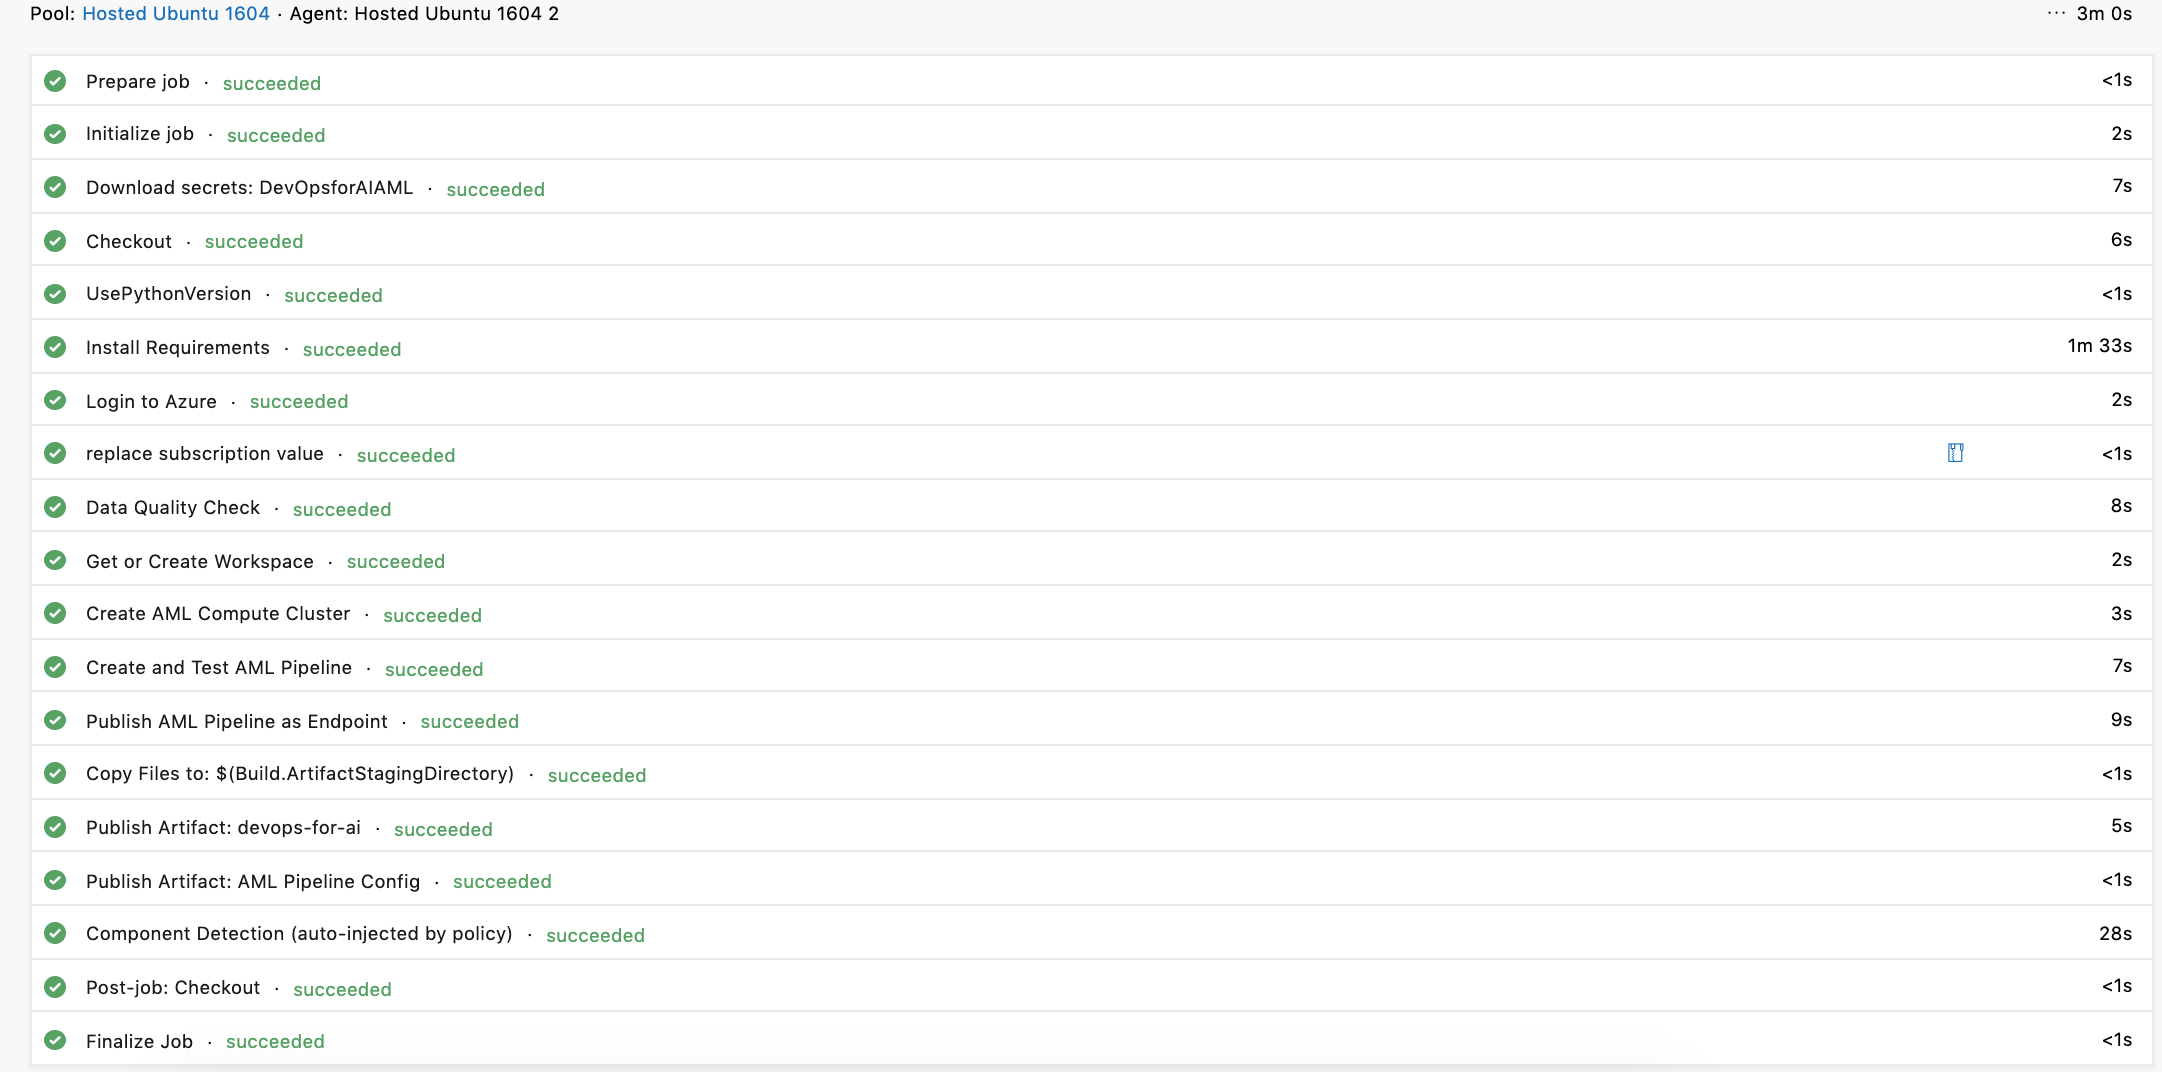 Pool: Hosted Ubuntu 1604 · Agent: Hosted Ubuntu 1604 2 ··· 3m 0s
Prepare job · succeeded <1s
Initialize job · succeeded 2s
Download secrets: DevOpsforAIAML · succeeded 7s
Checkout · succeeded 6s
UsePythonVersion · succeeded <1s
Install Requirements · succeeded 1m 33s
Login to Azure · succeeded 2s
replace subscription value · succeeded <1s
Data Quality Check · succeeded 8s
Get or Create Workspace · succeeded 2s
Create AML Compute Cluster · succeeded 3s
Create and Test AML Pipeline · succeeded 7s
Publish AML Pipeline as Endpoint · succeeded 9s
Copy Files to: $(Build.ArtifactStagingDirectory) · succeeded <1s
Publish Artifact: devops-for-ai · succeeded 5s
Publish Artifact: AML Pipeline Config · succeeded <1s
Component Detection (auto-injected by policy) · succeeded 28s
Post-job: Checkout · succeeded <1s
Finalize Job · succeeded <1s